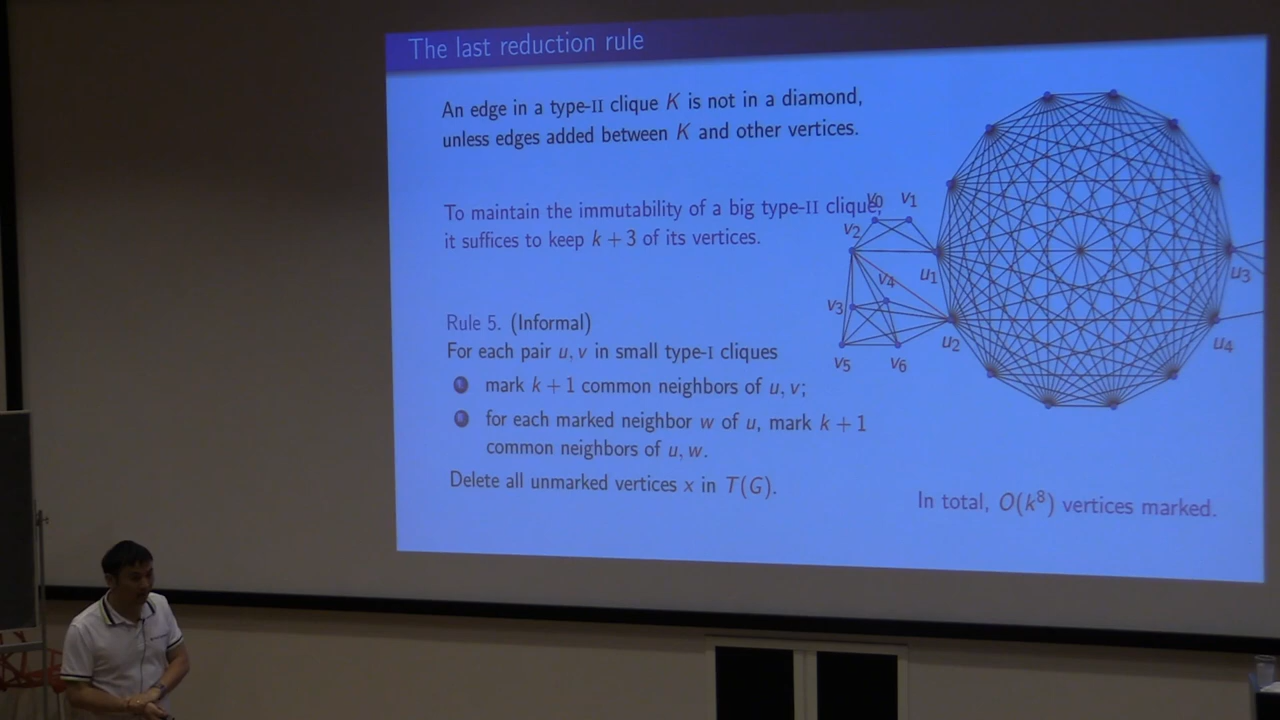 The last reduction rule
An edge in a type-II clique K is not in a diamond,
unless edges added between K and other vertices.
To maintain the immutability of a big type-II clique,
it suffices to keep k + 3 of its vertices.
Rule 5. (Informal)
For each pair u, v in small type-I cliques
mark k + 1 common neighbors of u, v;
for each marked neighbor w of u, mark k + 1
common neighbors of u, w.
Delete all unmarked vertices x in T(G).
v0 v1
v2
u1
u3
v4
v3
u2
u4
v5 v6
In total, O(k⁸) vertices marked.